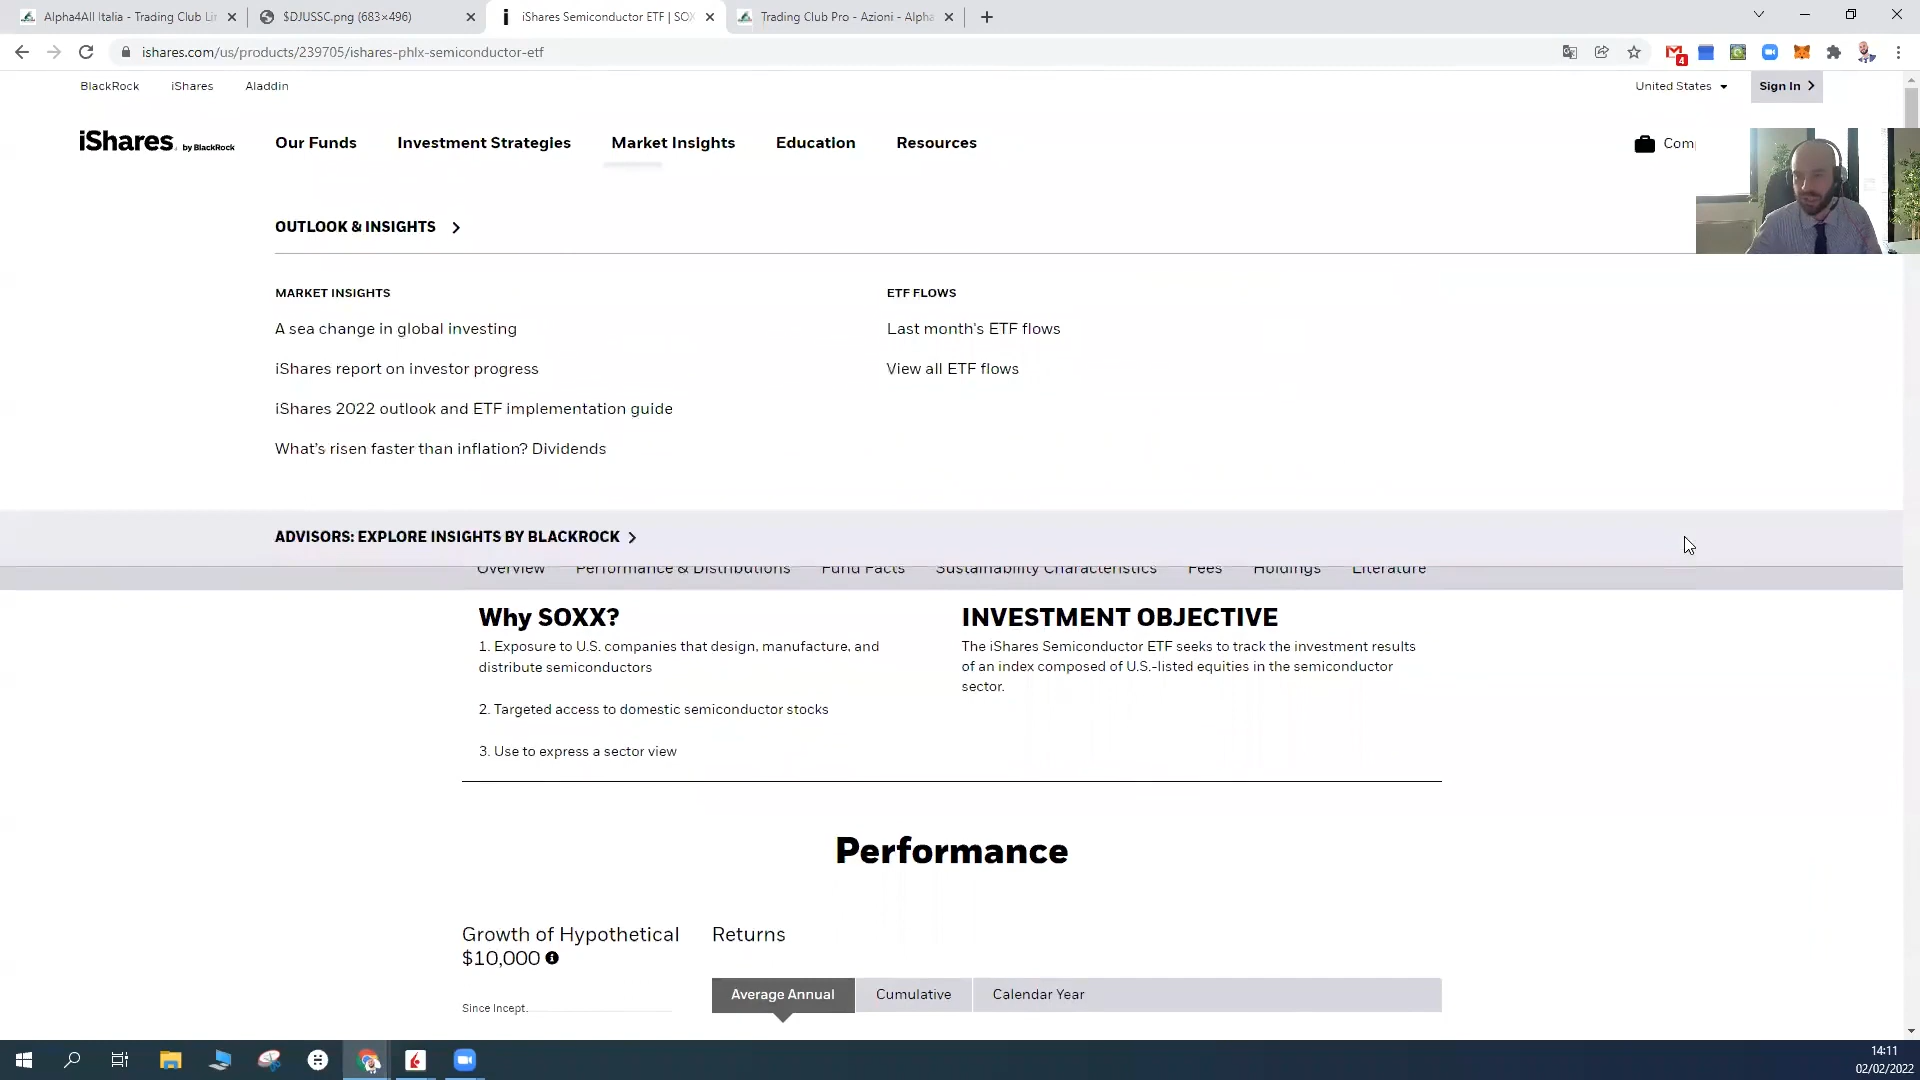 Alpha4All Italia - Trading Club Li
$DJUSSC.png (683×496)
iShares Semiconductor ETF | SOX
Trading Club Pro - Azioni - Alpha
ishares.com/us/products/239705/ishares-phlx-semiconductor-etf
4
BlackRock iShares Aladdin
United States Sign In
iShares. by BlackRock
Our Funds Investment Strategies Market Insights Education Resources
Com
OUTLOOK & INSIGHTS
MARKET INSIGHTS
A sea change in global investing
iShares report on investor progress
iShares 2022 outlook and ETF implementation guide
What's risen faster than inflation? Dividends
ETF FLOWS
Last month's ETF flows
View all ETF flows
ADVISORS: EXPLORE INSIGHTS BY BLACKROCK
Overview Performance & Distributions Fund Facts Sustainability Characteristics Fees Holdings Literature
Why SOXX?
1. Exposure to U.S. companies that design, manufacture, and
distribute semiconductors
2. Targeted access to domestic semiconductor stocks
3. Use to express a sector view
INVESTMENT OBJECTIVE
The iShares Semiconductor ETF seeks to track the investment results
of an index composed of U.S.-listed equities in the semiconductor
sector.
Performance
Growth of Hypothetical
$10,000
Since Incept.
Returns
Average Annual Cumulative Calendar Year
14:11
02/02/2022